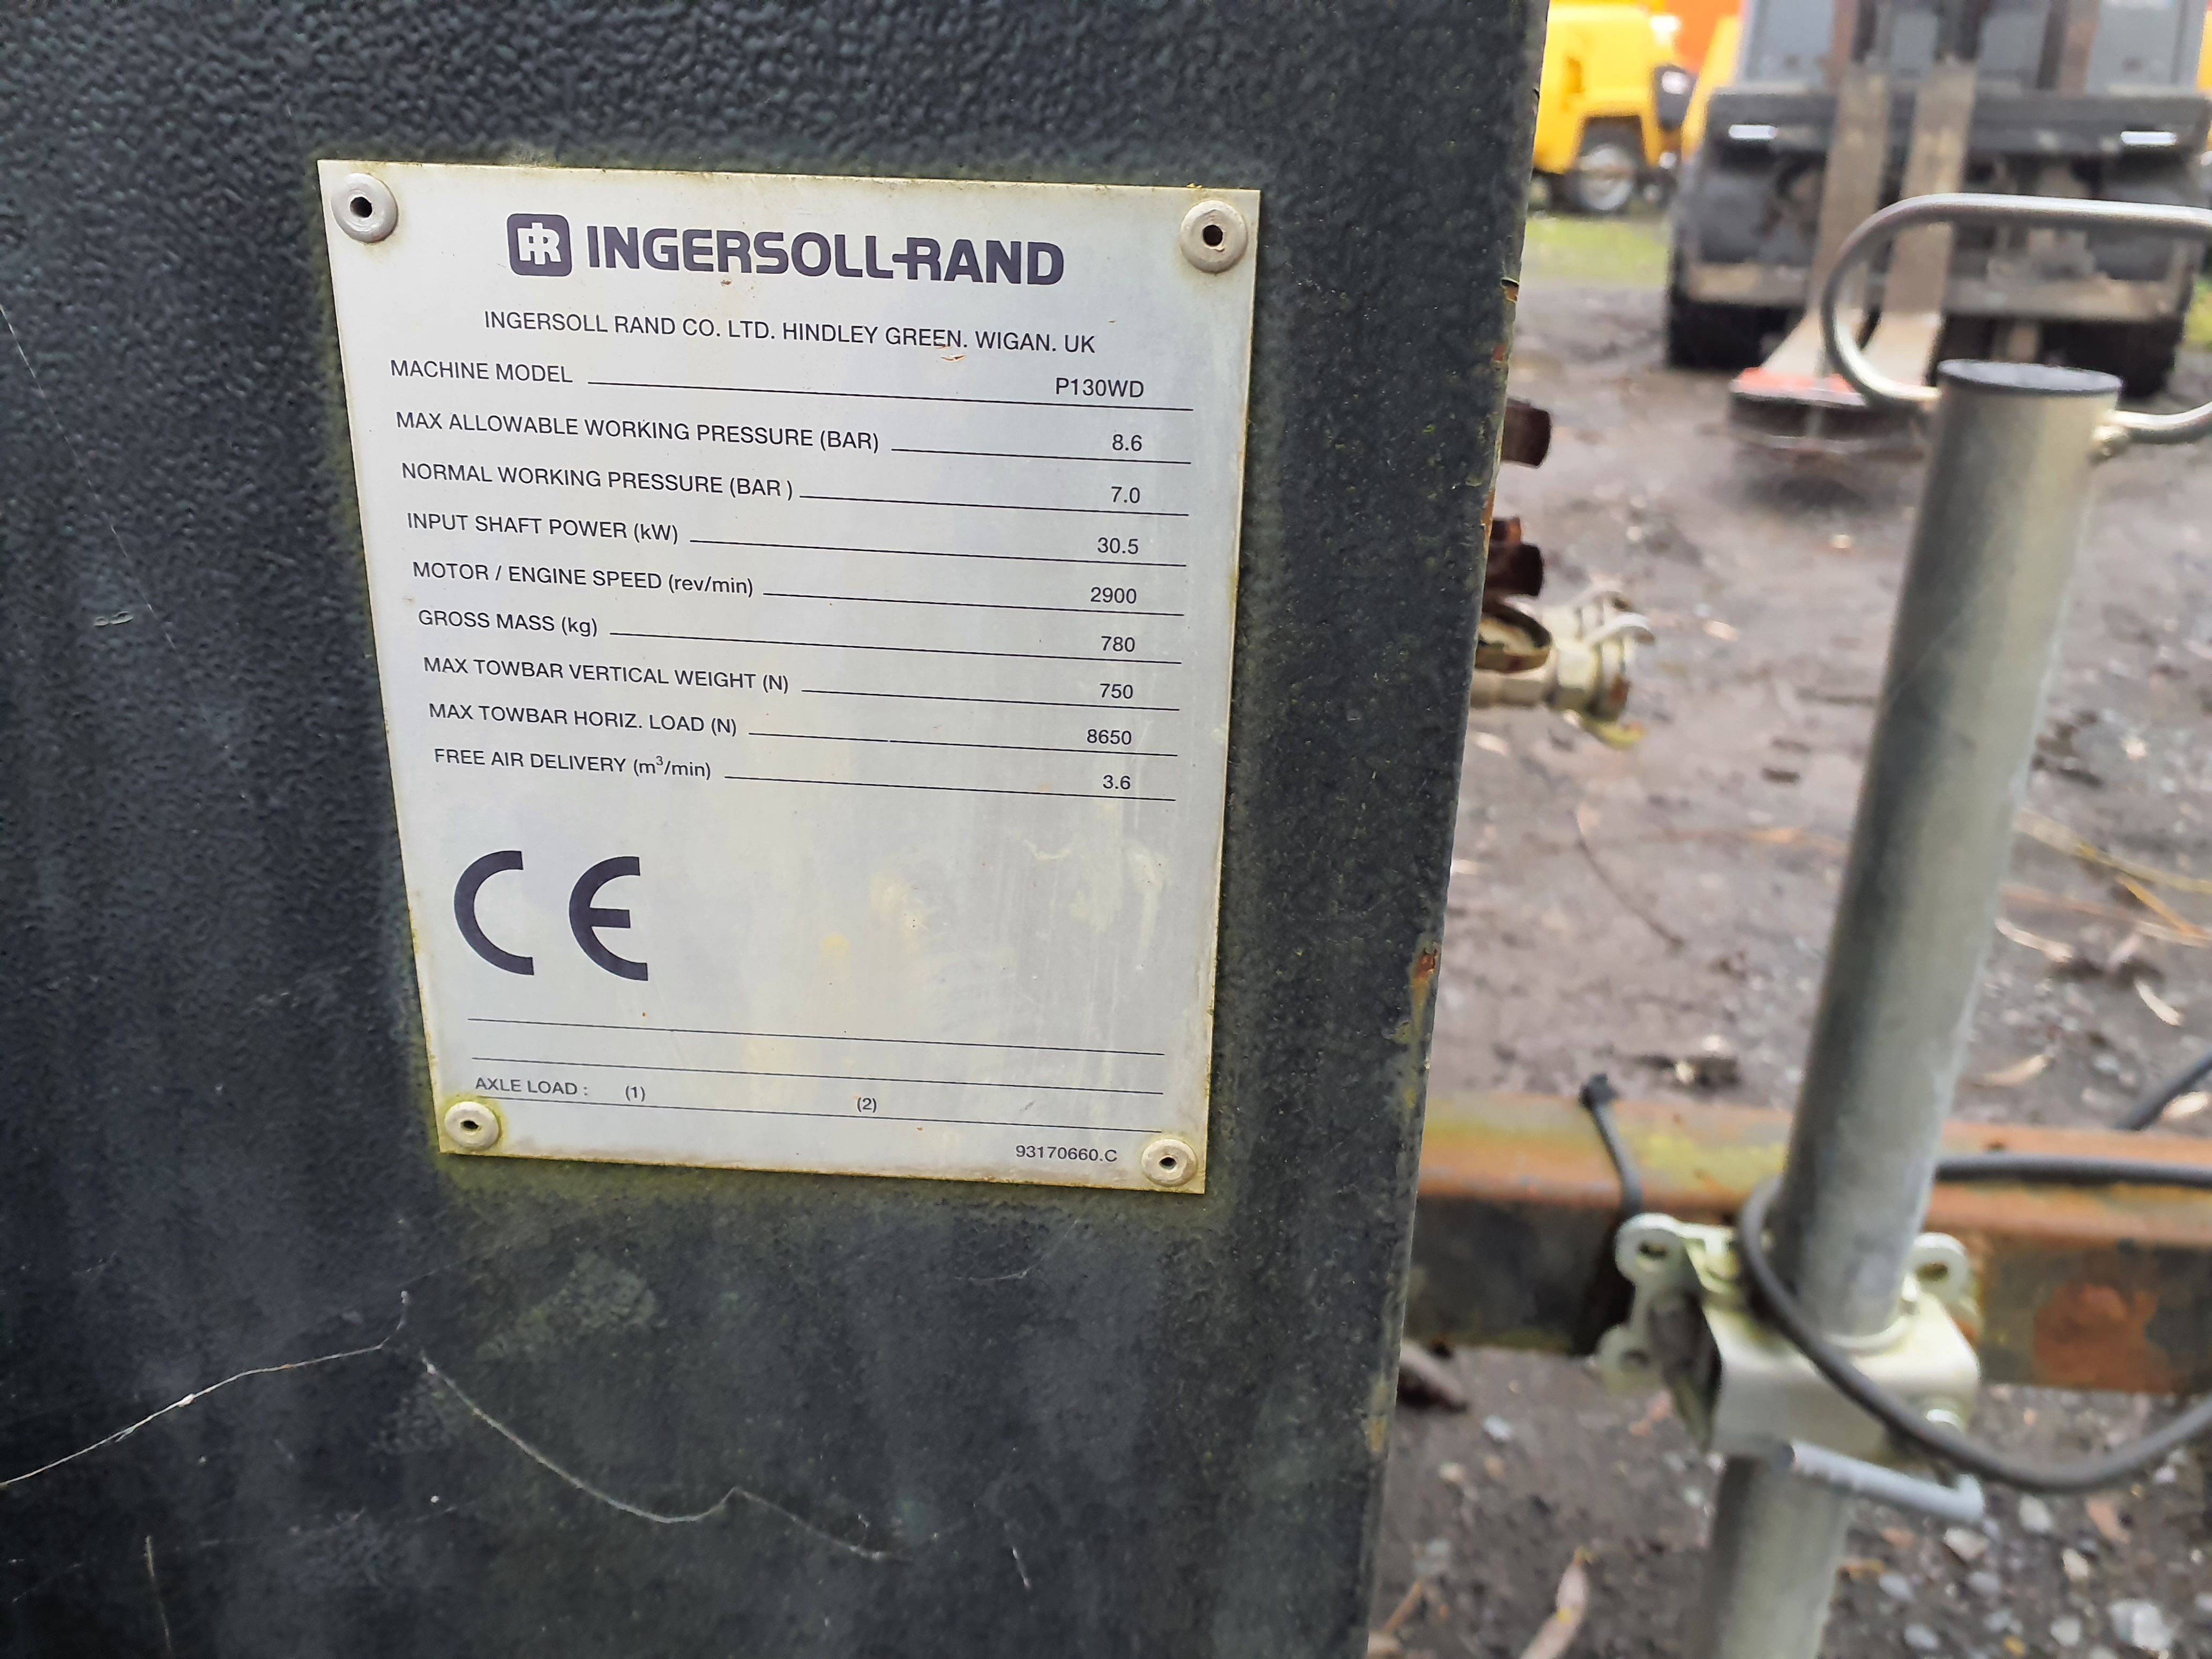 IR INGERSOLL-RAND
INGERSOLL RAND CO. LTD. HINDLEY GREEN. WIGAN. UK
MACHINE MODEL P130WD
MAX ALLOWABLE WORKING PRESSURE (BAR) 8.6
NORMAL WORKING PRESSURE (BAR ) 7.0
INPUT SHAFT POWER (kW) 30.5
MOTOR / ENGINE SPEED (rev/min) 2900
GROSS MASS (kg) 780
MAX TOWBAR VERTICAL WEIGHT (N) 750
MAX TOWBAR HORIZ. LOAD (N) 8650
FREE AIR DELIVERY (m³/min) 3.6
CE
AXLE LOAD : (1) (2)
93170660.C